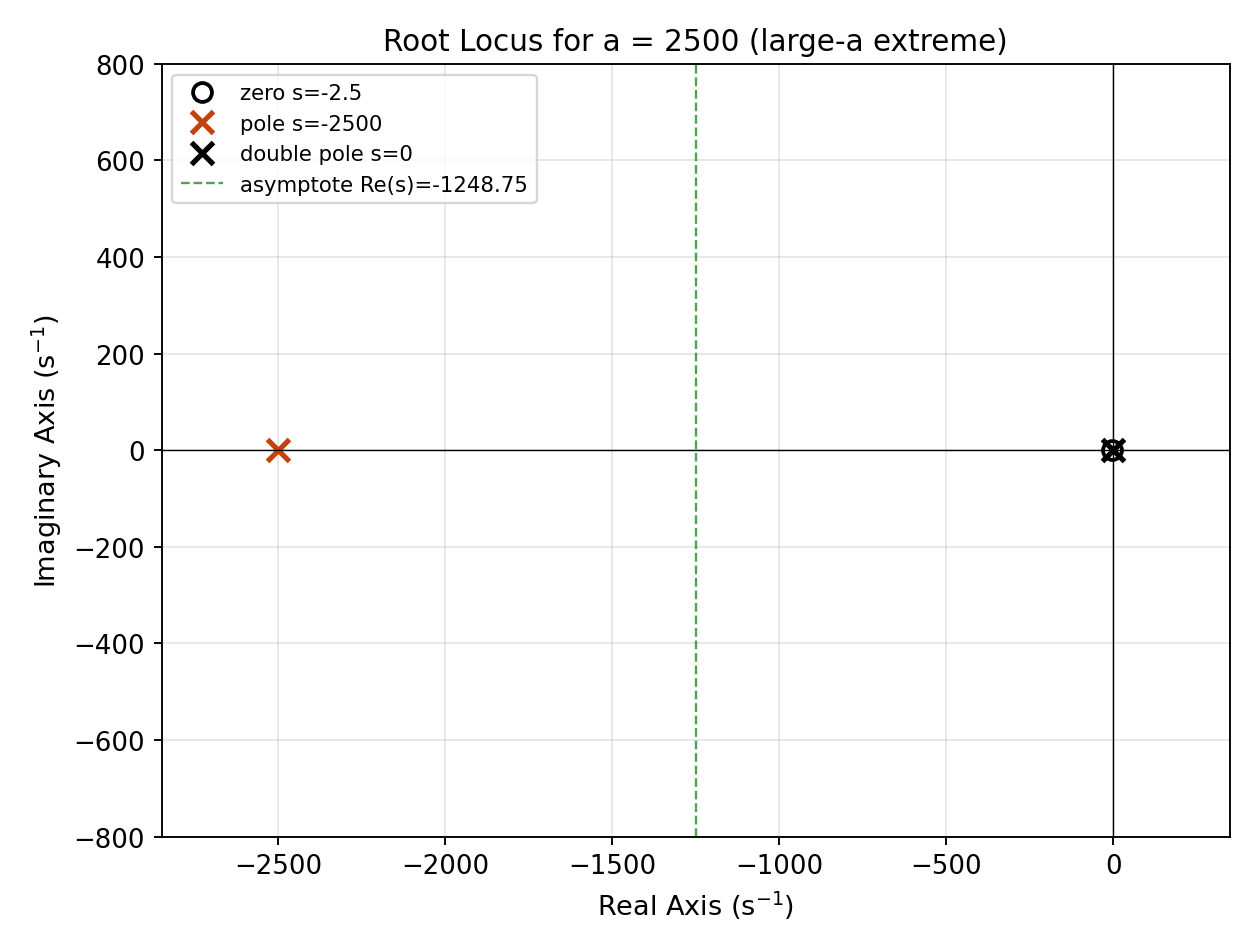 Root Locus for a = 2500 (large-a extreme)
zero s=-2.5
pole s=-2500
double pole s=0
asymptote Re(s)=-1248.75
800
600
400
200
0
−200
−400
−600
−800
Imaginary Axis (s⁻¹)
−2500 −2000 −1500 −1000 −500 0
Real Axis (s⁻¹)